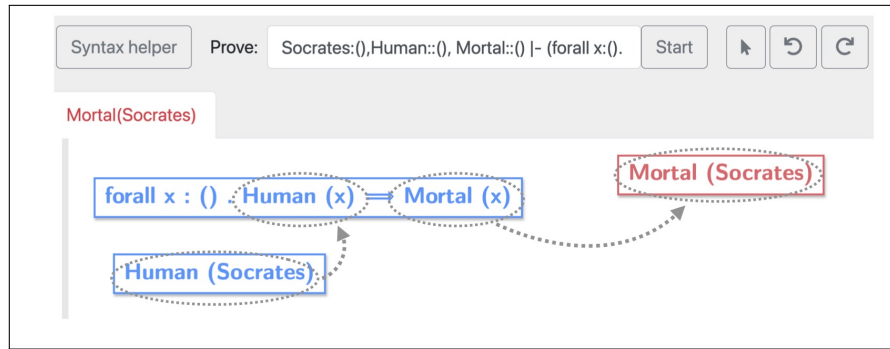 Syntax helper Prove: Socrates:(),Human::(), Mortal::() |- (forall x:(). Start
Mortal(Socrates)
Mortal (Socrates)
forall x : () . Human (x) ⟹ Mortal (x)
Human (Socrates)